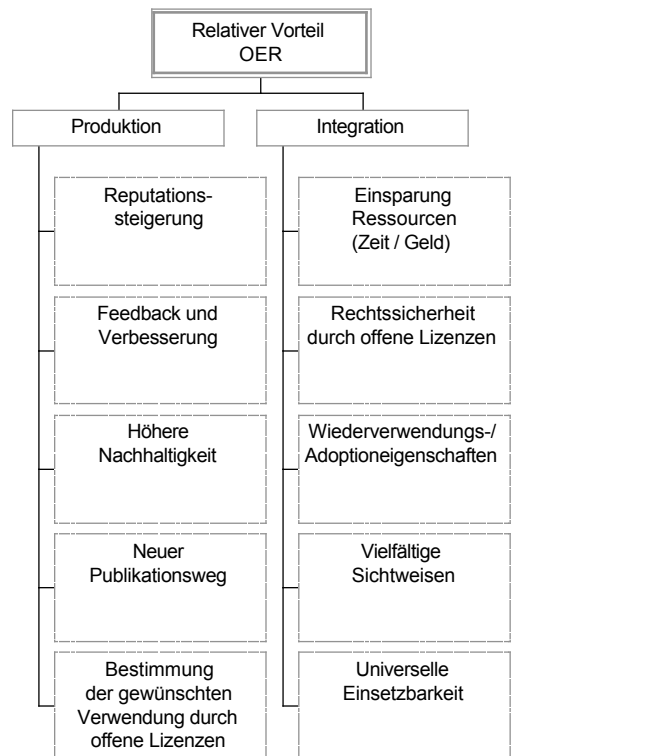 Relativer Vorteil
OER
Produktion
Integration
Reputations-
steigerung
Einsparung
Ressourcen
(Zeit / Geld)
Feedback und
Verbesserung
Rechtssicherheit
durch offene Lizenzen
Höhere
Nachhaltigkeit
Wiederverwendungs-/
Adoptioneigenschaften
Neuer
Publikationsweg
Vielfältige
Sichtweisen
Bestimmung
der gewünschten
Verwendung durch
offene Lizenzen
Universelle
Einsetzbarkeit